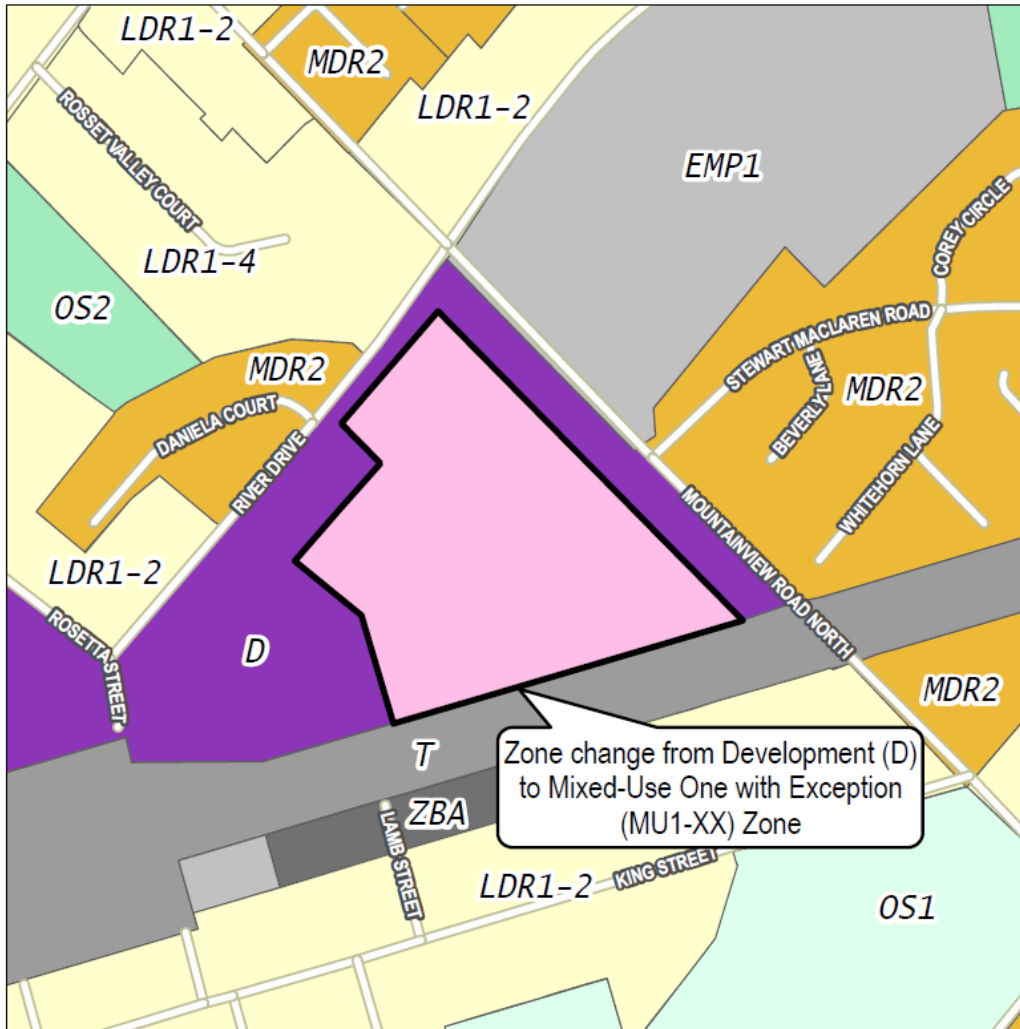 LDR1-2
MDR2
LDR1-2
ROSSET VALLEY COURT
EMP1
COREY CIRCLE
LDR1-4
OS2
STEWART MACLAREN ROAD
MDR2
MDR2
BEVERLY LANE
DANIELA COURT
WHITEHORN LANE
RIVER DRIVE
MOUNTAINVIEW ROAD NORTH
LDR1-2
ROSETTA STREET
D
MDR2
T
Zone change from Development (D)
to Mixed-Use One with Exception
(MU1-XX) Zone
ZBA
LAMB STREET
KING STREET
LDR1-2
OS1